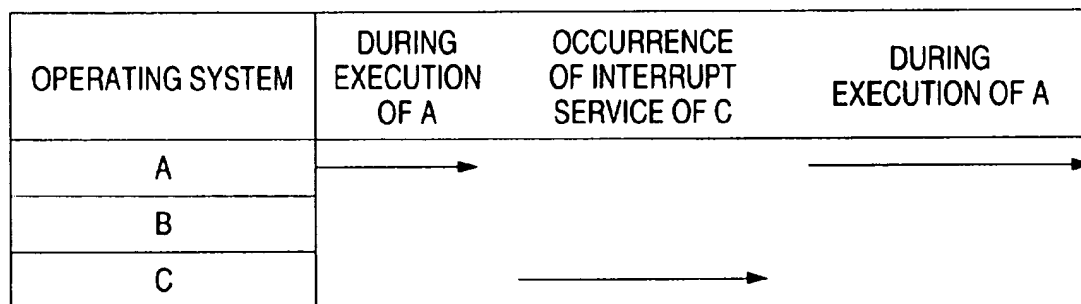 OPERATING SYSTEM
DURING
EXECUTION
OF A
OCCURRENCE
OF INTERRUPT
SERVICE OF C
DURING
EXECUTION OF A
A
B
C